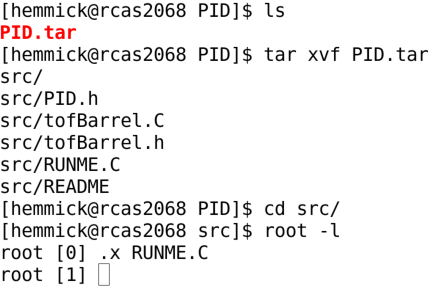 [hemmick@rcas2068 PID]$ ls
PID.tar
[hemmick@rcas2068 PID]$ tar xvf PID.tar
src/
src/PID.h
src/tofBarrel.C
src/tofBarrel.h
src/RUNME.C
src/README
[hemmick@rcas2068 PID]$ cd src/
[hemmick@rcas2068 src]$ root -l
root [0] .x RUNME.C
root [1]